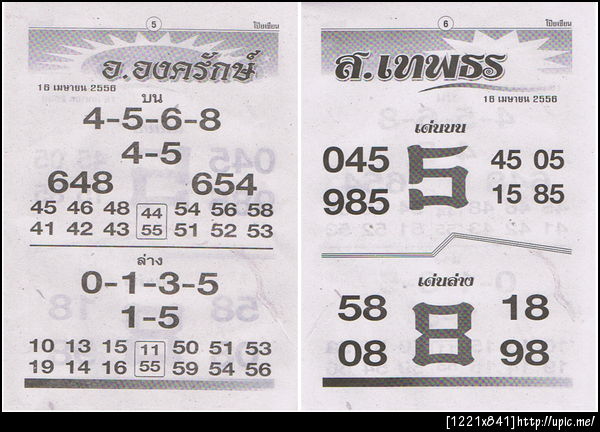 5
โป๊ยเซียน
อ.องครักษ์
16 เมษายน 2556
บน
4-5-6-8
4-5
648 654
45 46 48 44 54 56 58
41 42 43 55 51 52 53
ล่าง
0-1-3-5
1-5
10 13 15 11 50 51 53
19 14 16 55 59 54 56
6
โป๊ยเซียน
ส.เทพธร
16 เมษายน 2556
เด่นบน
045 5 45 05
985 15 85
เด่นล่าง
58 8 18
08 98
[1221x841]http://upic.me/